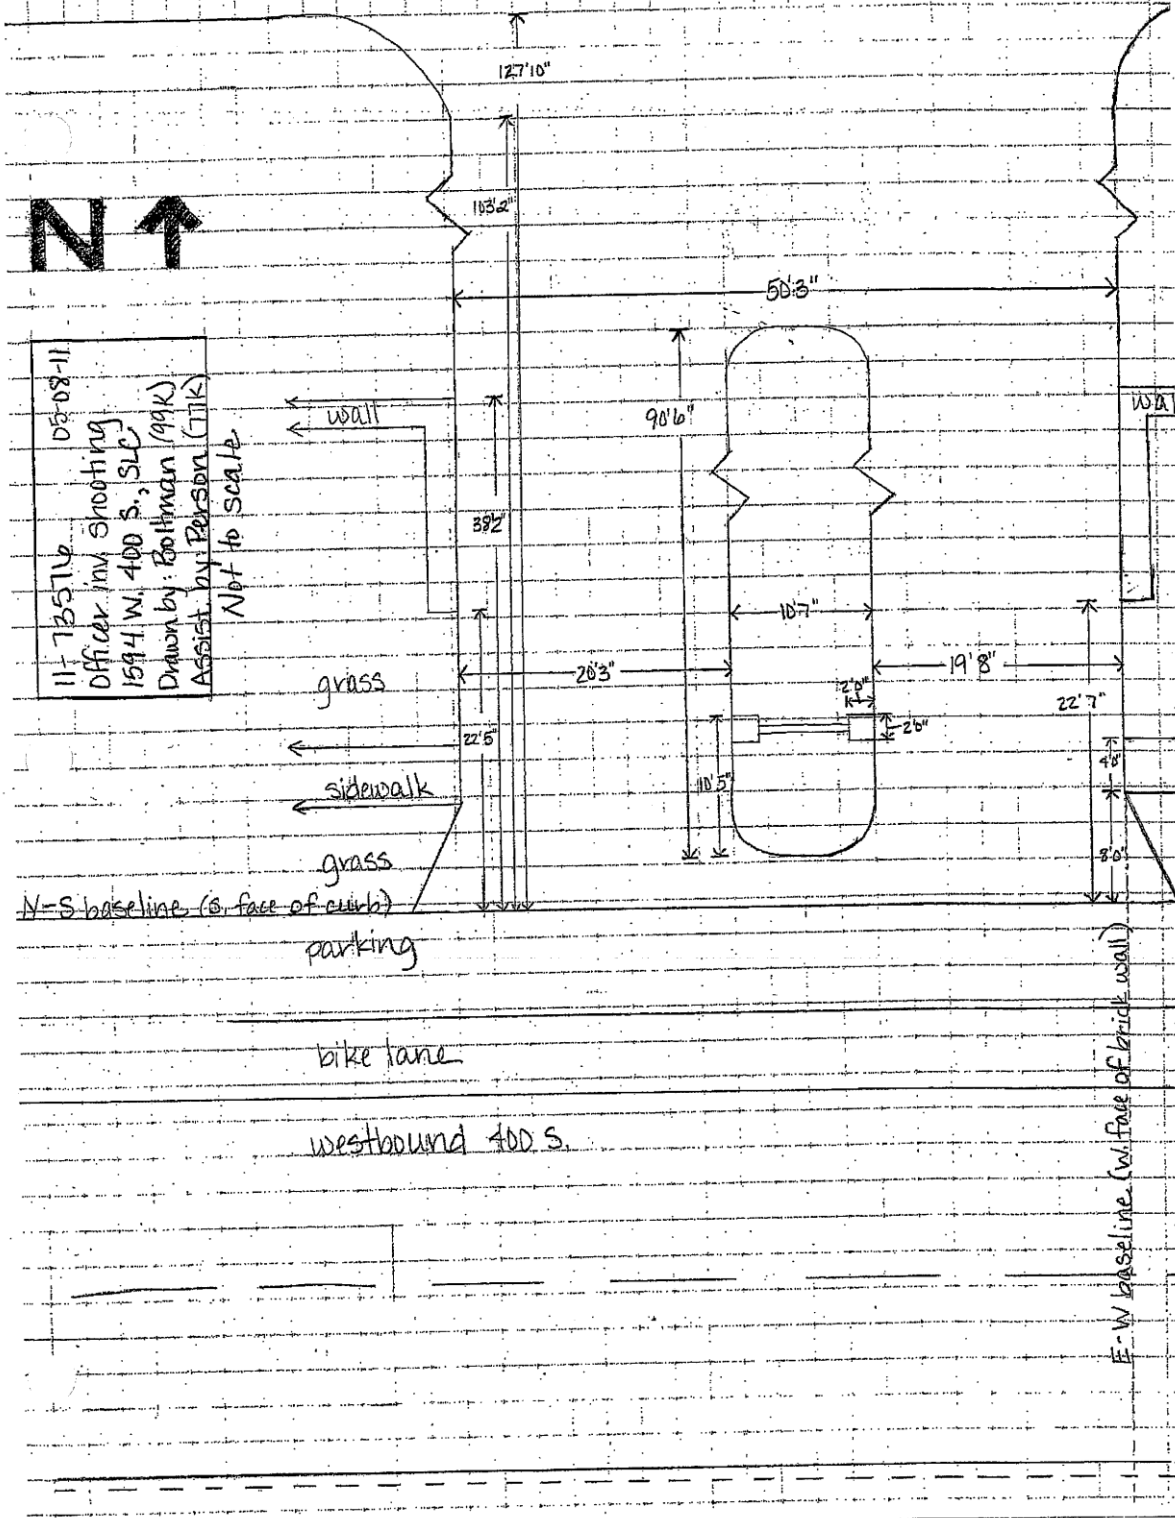 127'10"
103'2"
N
50'3"
11-73576 05-08-11
Officer inv. Shooting
1594 W. 400 S., SLC
Drawn by: Boltman (99K)
Assist. by: Person (77K)
Not to scale
wall
90'6"
38'2"
10'7"
20'3"
19'8"
grass
2'0"
2'0"
22'7"
22'5"
4'0"
10'5"
sidewalk
8'0"
grass
N-S baseline (S. face of curb)
parking
bike lane
westbound 400 S.
E-W baseline (W. face of brick wall)